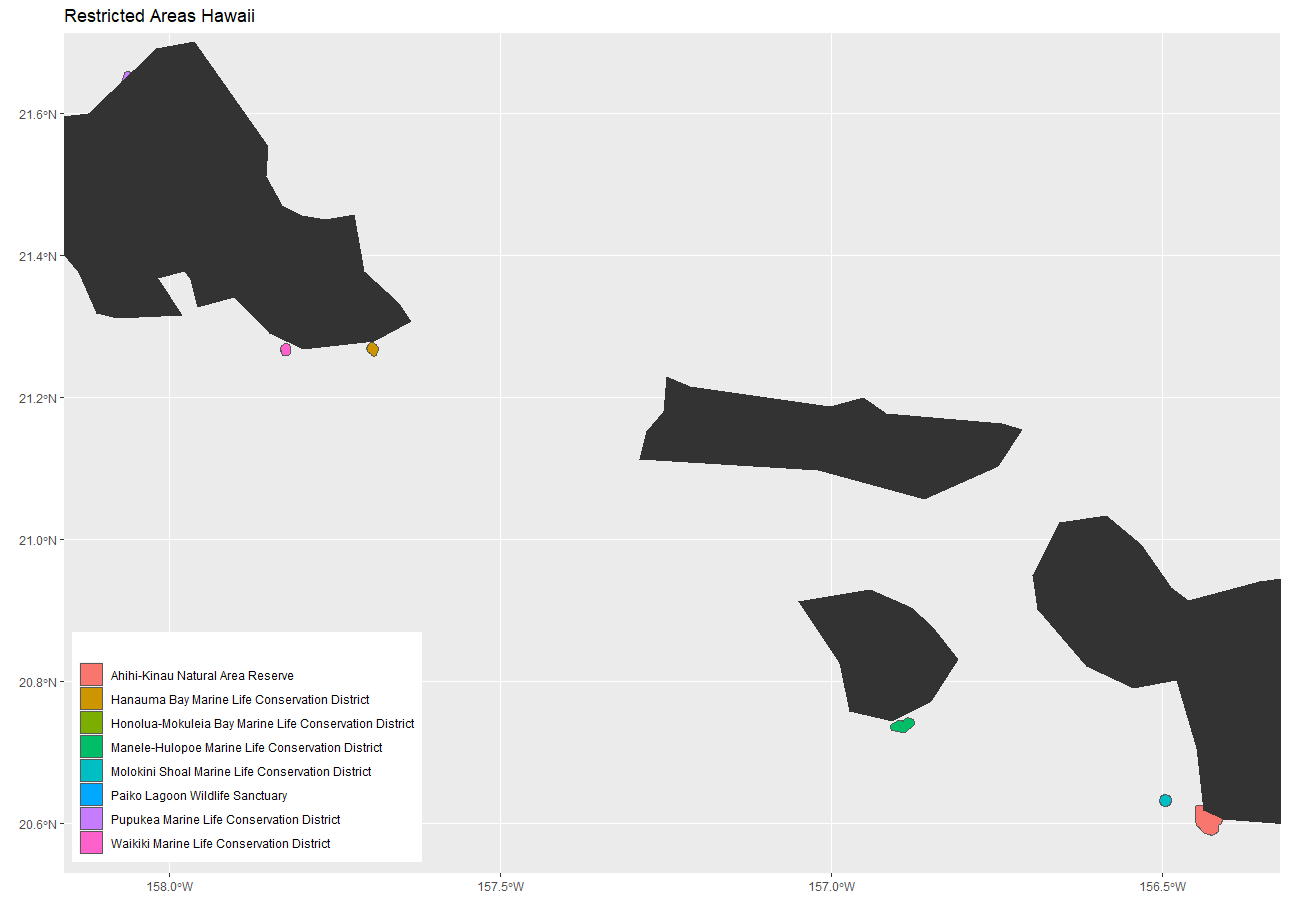 Restricted Areas Hawaii
21.6°N
21.4°N
21.2°N
21.0°N
20.8°N
20.6°N
Ahihi-Kinau Natural Area Reserve
Hanauma Bay Marine Life Conservation District
Honolua-Mokuleia Bay Marine Life Conservation District
Manele-Hulopoe Marine Life Conservation District
Molokini Shoal Marine Life Conservation District
Paiko Lagoon Wildlife Sanctuary
Pupukea Marine Life Conservation District
Waikiki Marine Life Conservation District
158.0°W 157.5°W 157.0°W 156.5°W